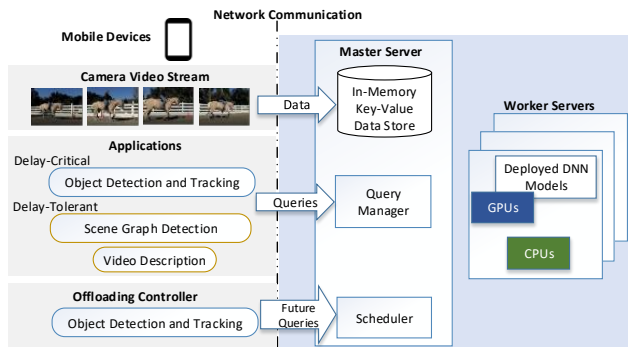 Network Communication
Mobile Devices
Camera Video Stream
Data
Applications
Delay-Critical
Object Detection and Tracking
Delay-Tolerant
Scene Graph Detection
Video Description
Queries
Offloading Controller
Object Detection and Tracking
Future
Queries
Master Server
In-Memory
Key-Value
Data Store
Query
Manager
Scheduler
Worker Servers
Deployed DNN
Models
GPUs
CPUs